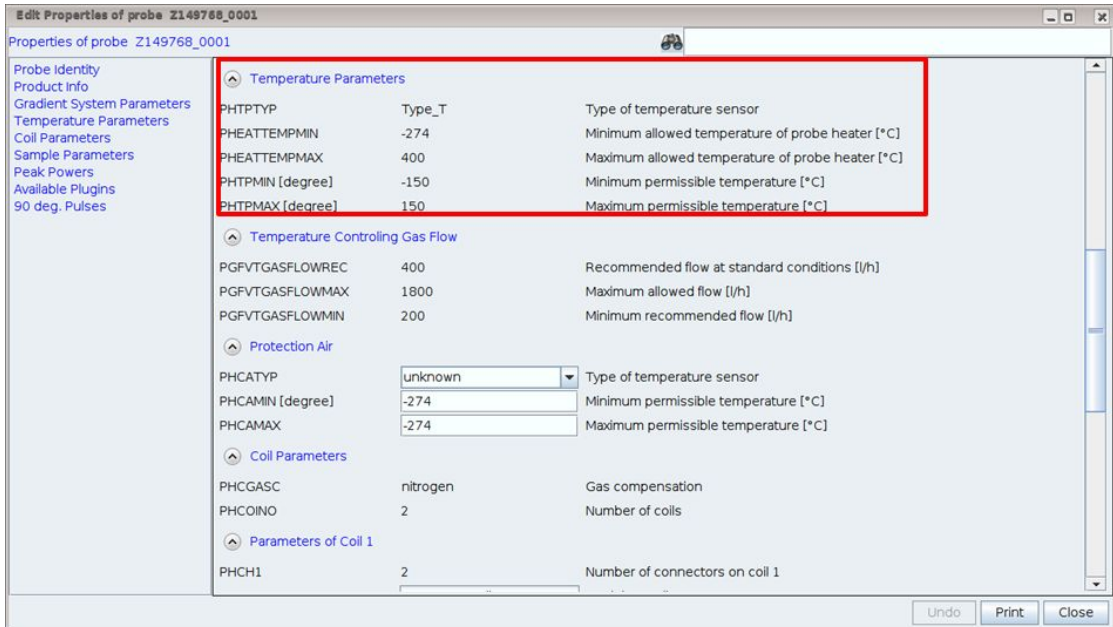 Edit Properties of probe Z149768_0001
Properties of probe Z149768_0001
Probe Identity
Product Info
Gradient System Parameters
Temperature Parameters
Coil Parameters
Sample Parameters
Peak Powers
Available Plugins
90 deg. Pulses
Temperature Parameters
PHTPTYP Type_T Type of temperature sensor
PHEATTEMPMIN -274 Minimum allowed temperature of probe heater [°C]
PHEATTEMPMAX 400 Maximum allowed temperature of probe heater [°C]
PHTPMIN [degree] -150 Minimum permissible temperature [°C]
PHTPMAX [degree] 150 Maximum permissible temperature [°C]
Temperature Controling Gas Flow
PGFVTGASFLOWREC 400 Recommended flow at standard conditions [l/h]
PGFVTGASFLOWMAX 1800 Maximum allowed flow [l/h]
PGFVTGASFLOWMIN 200 Minimum recommended flow [l/h]
Protection Air
PHCATYP unknown Type of temperature sensor
PHCAMIN [degree] -274 Minimum permissible temperature [°C]
PHCAMAX -274 Maximum permissible temperature [°C]
Coil Parameters
PHCGASC nitrogen Gas compensation
PHCOINO 2 Number of coils
Parameters of Coil 1
PHCH1 2 Number of connectors on coil 1
Undo Print Close